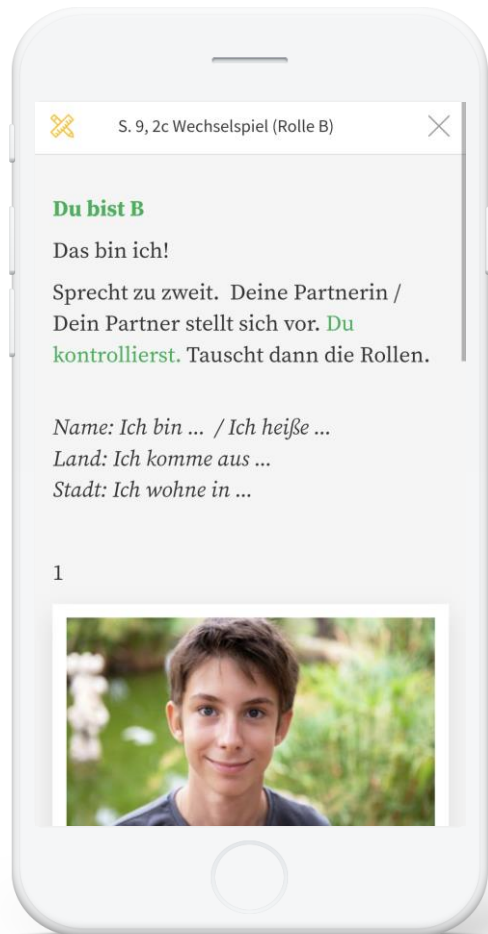 S. 9, 2c Wechselspiel (Rolle B)
Du bist B
Das bin ich!
Sprecht zu zweit. Deine Partnerin /
Dein Partner stellt sich vor. Du
kontrollierst. Tauscht dann die Rollen.
Name: Ich bin ... / Ich heiße ...
Land: Ich komme aus ...
Stadt: Ich wohne in ...
1